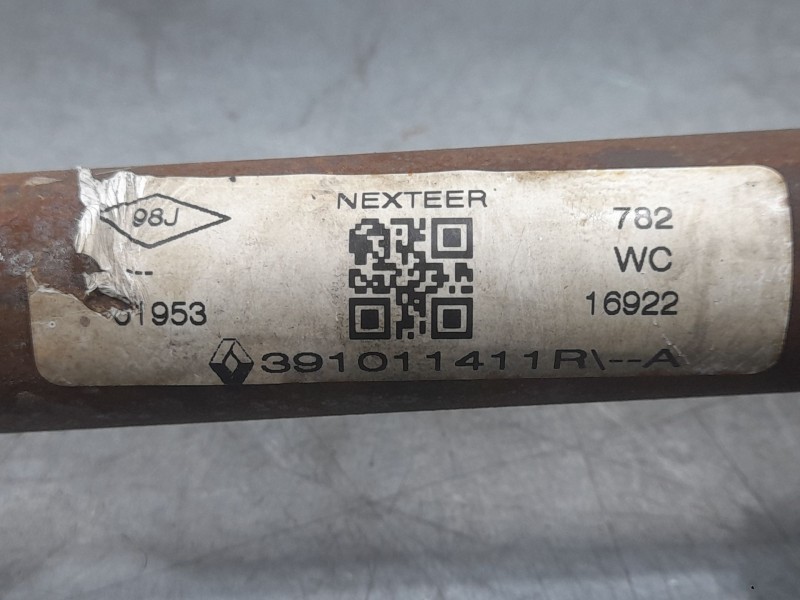 98J
NEXTEER
782
---
WC
1953
16922
391011411R\--A